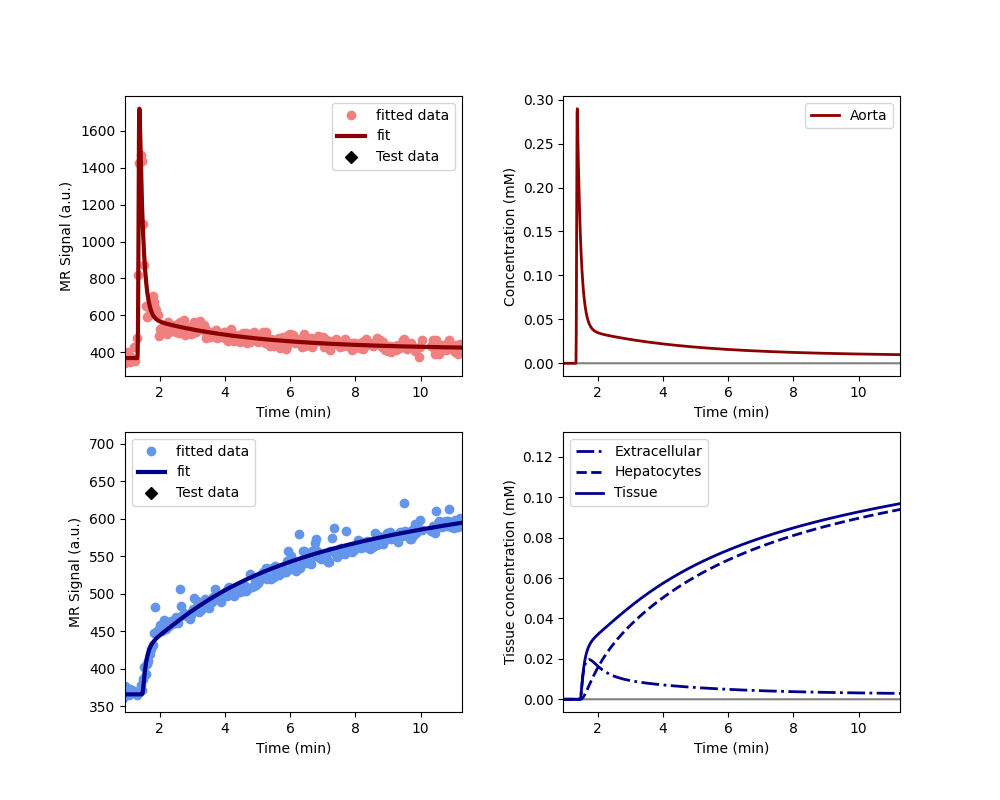 MR Signal (a.u.)
1600
1400
1200
1000
800
600
400
fitted data
fit
Test data
2
4
6
8
10
Time (min)
Concentration (mM)
0.30
0.25
0.20
0.15
0.10
0.05
0.00
Aorta
2
4
6
8
10
Time (min)
MR Signal (a.u.)
700
650
600
550
500
450
400
350
fitted data
fit
Test data
2
4
6
8
10
Time (min)
Tissue concentration (mM)
0.12
0.10
0.08
0.06
0.04
0.02
0.00
Extracellular
Hepatocytes
Tissue
2
4
6
8
10
Time (min)